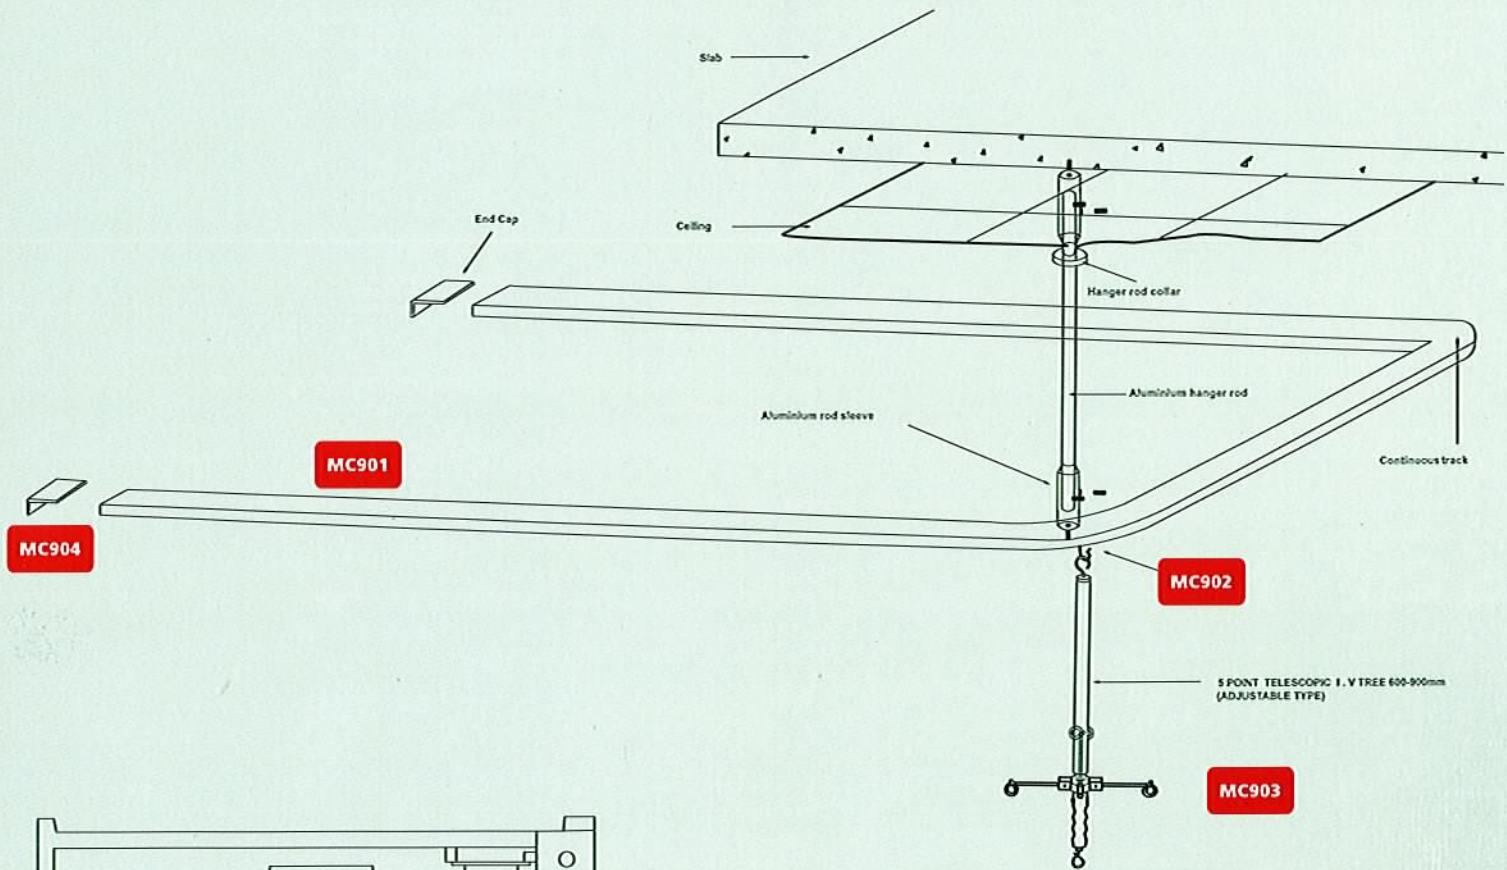 Slab
End Cap
Ceiling
Hanger rod collar
Aluminium hanger rod
Aluminium rod sleeve
Continuous track
MC901
MC904
MC902
5 PONT TELESCOPIC I . V TREE 600-900mm
(ADJUSTABLE TYPE)
MC903